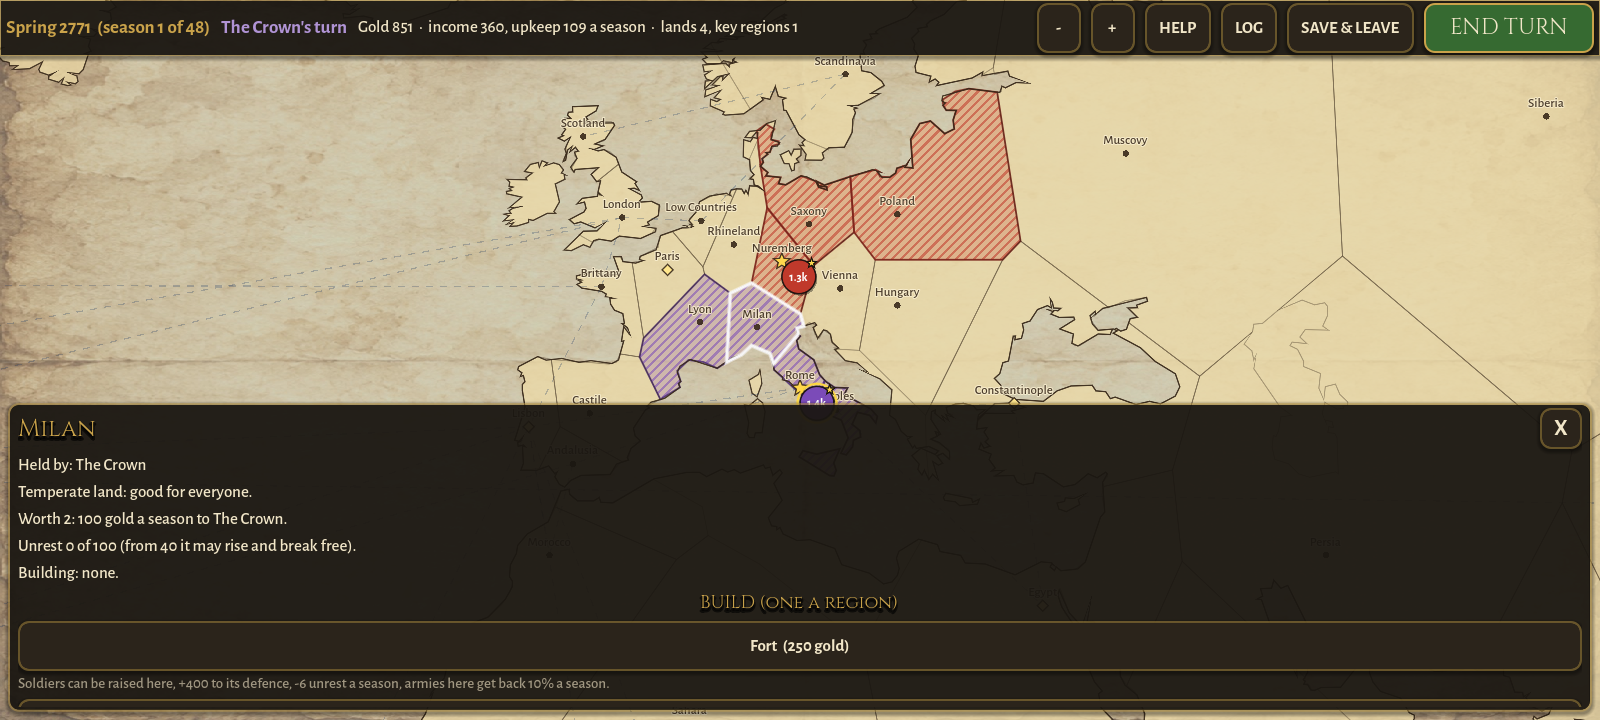 Spring 2771 (season 1 of 48) The Crown's turn Gold 851 · income 360, upkeep 109 a season · lands 4, key regions 1
- + HELP LOG SAVE & LEAVE END TURN
Scandinavia
Siberia
Scotland
Muscovy
London
Low Countries
Saxony
Poland
Rhineland
Nuremberg
Paris
Brittany
Vienna
1.3k
Hungary
Lyon
Milan
Rome
Constantinople
Castile
1.4k
MILAN
X
Held by: The Crown
Temperate land: good for everyone.
Worth 2: 100 gold a season to The Crown.
Unrest 0 of 100 (from 40 it may rise and break free).
Building: none.
BUILD (ONE A REGION)
Fort (250 gold)
Soldiers can be raised here, +400 to its defence, -6 unrest a season, armies here get back 10% a season.
Sahara